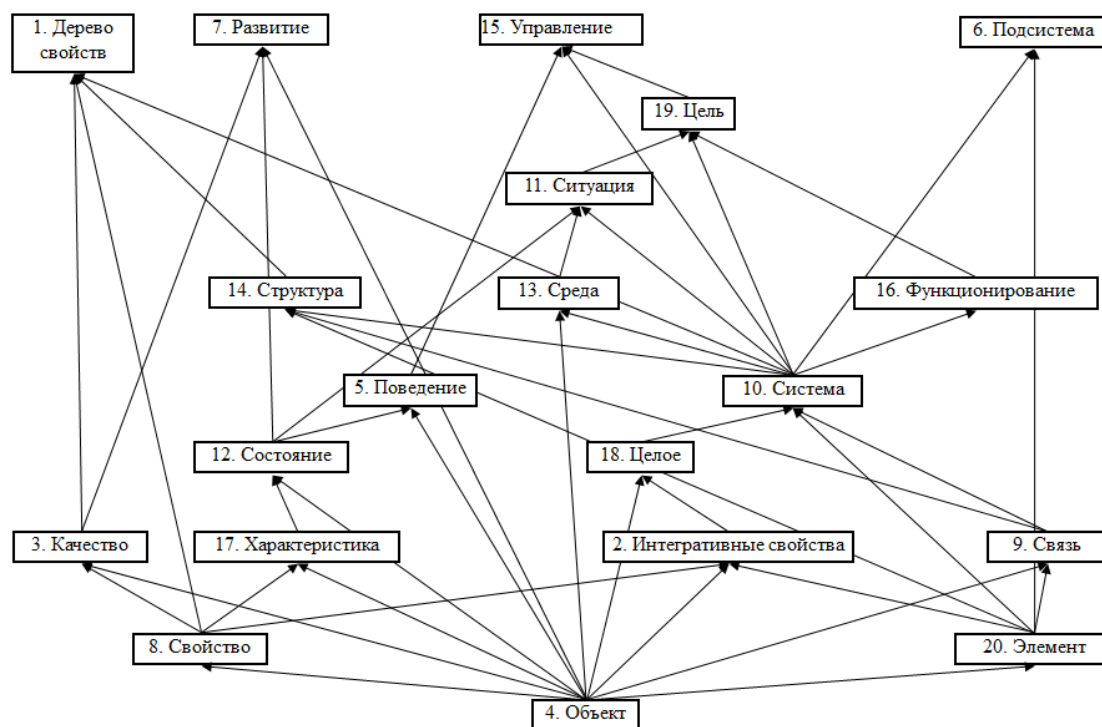 1. Дерево
свойств
7. Развитие
15. Управление
6. Подсистема
19. Цель
11. Ситуация
14. Структура
13. Среда
16. Функционирование
5. Поведение
10. Система
12. Состояние
18. Целое
3. Качество
17. Характеристика
2. Интегративные свойства
9. Связь
8. Свойство
20. Элемент
4. Объект